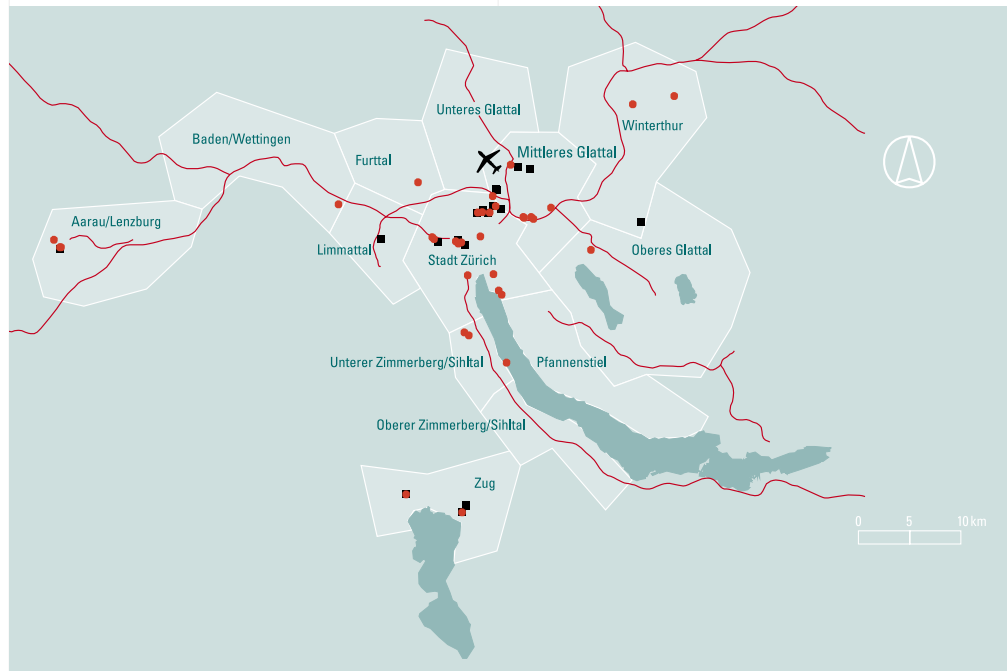 Unteres Glattal
Winterthur
Baden/Wettingen
Mittleres Glattal
Furttal
Aarau/Lenzburg
Limmattal
Oberes Glattal
Stadt Zürich
Unterer Zimmerberg/Sihltal
Pfannenstiel
Oberer Zimmerberg/Sihltal
Zug
0 5 10 km